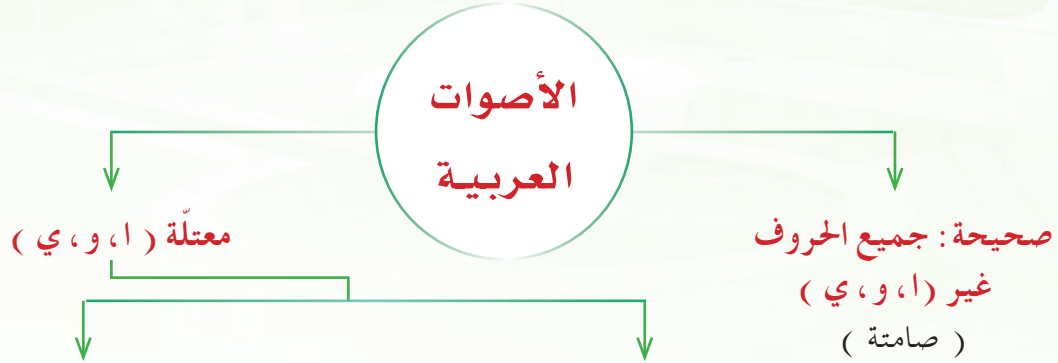 الأصوات
العربية
صحيحة : جميع الحروف
غير ( ا ، و ، ي )
( صامتة )
معتلّة ( ا ، و ، ي )